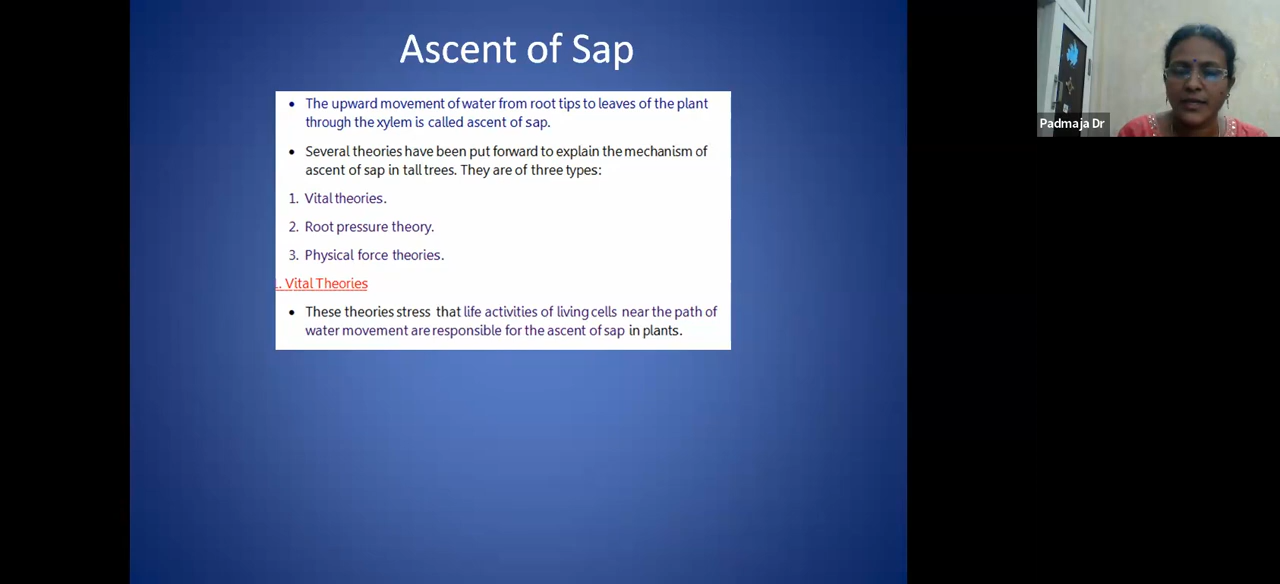 Ascent of Sap
• The upward movement of water from root tips to leaves of the plant
through the xylem is called ascent of sap.
• Several theories have been put forward to explain the mechanism of
ascent of sap in tall trees. They are of three types:
1. Vital theories.
2. Root pressure theory.
3. Physical force theories.
. Vital Theories
• These theories stress that life activities of living cells near the path of
water movement are responsible for the ascent of sap in plants.
Padmaja Dr